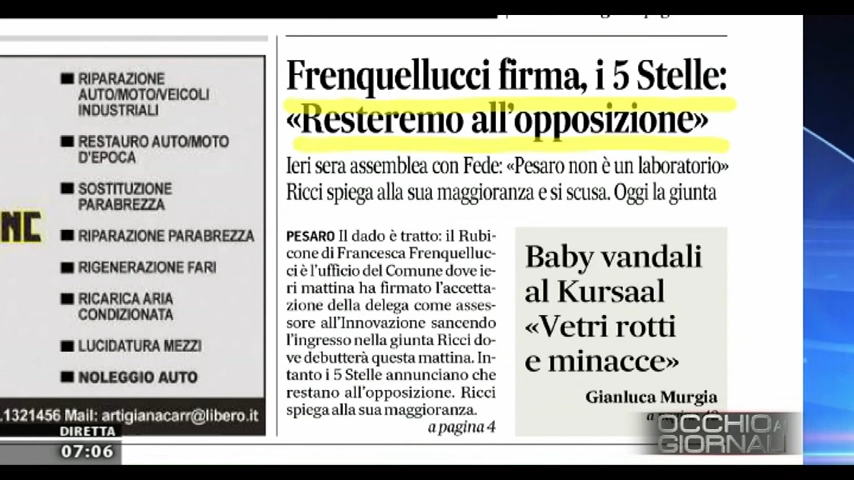 RIPARAZIONE
AUTO/MOTO/VEICOLI
INDUSTRIALI
RESTAURO AUTO/MOTO
D'EPOCA
SOSTITUZIONE
PARABREZZA
NC
RIPARAZIONE PARABREZZA
RIGENERAZIONE FARI
RICARICA ARIA
CONDIZIONATA
LUCIDATURA MEZZI
NOLEGGIO AUTO
.1321456 Mail: artigianacarr@libero.it
Frenquellucci firma, i 5 Stelle:
«Resteremo all'opposizione»
Ieri sera assemblea con Fede: «Pesaro non è un laboratorio»
Ricci spiega alla sua maggioranza e si scusa. Oggi la giunta
PESARO Il dado è tratto: il Rubi-
cone di Francesca Frenquelluc-
ci è l'ufficio del Comune dove ie-
ri mattina ha firmato l'accetta-
zione della delega come asses-
sore all'Innovazione sancendo
l'ingresso nella giunta Ricci do-
ve debutterà questa mattina. In-
tanto i 5 Stelle annunciano che
restano all'opposizione. Ricci
spiega alla sua maggioranza.
a pagina 4
Baby vandali
al Kursaal
«Vetri rotti
e minacce»
Gianluca Murgia
DIRETTA
07:06
OCCHIO AI
GIORNALI